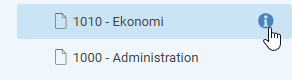 1010 - Ekonomi
1000 - Administration